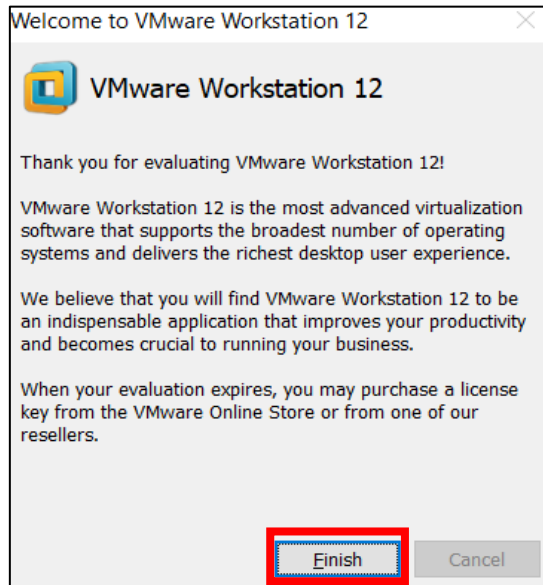 Welcome to VMware Workstation 12
VMware Workstation 12
Thank you for evaluating VMware Workstation 12!
VMware Workstation 12 is the most advanced virtualization
software that supports the broadest number of operating
systems and delivers the richest desktop user experience.
We believe that you will find VMware Workstation 12 to be
an indispensable application that improves your productivity
and becomes crucial to running your business.
When your evaluation expires, you may purchase a license
key from the VMware Online Store or from one of our
resellers.
Finish Cancel